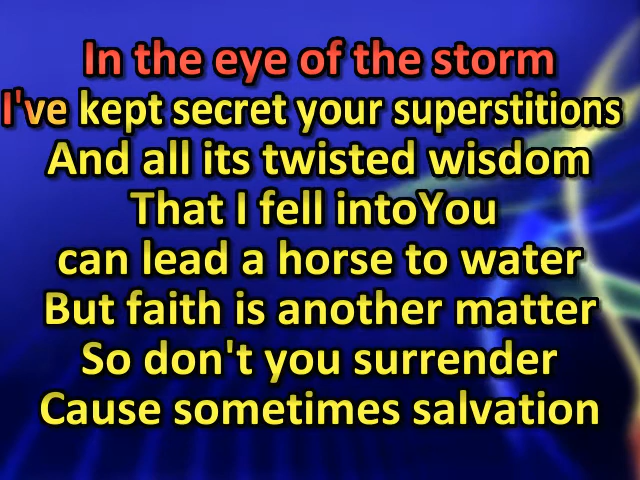 In the eye of the storm
I've kept secret your superstitions
And all its twisted wisdom
That I fell intoYou
can lead a horse to water
But faith is another matter
So don't you surrender
Cause sometimes salvation